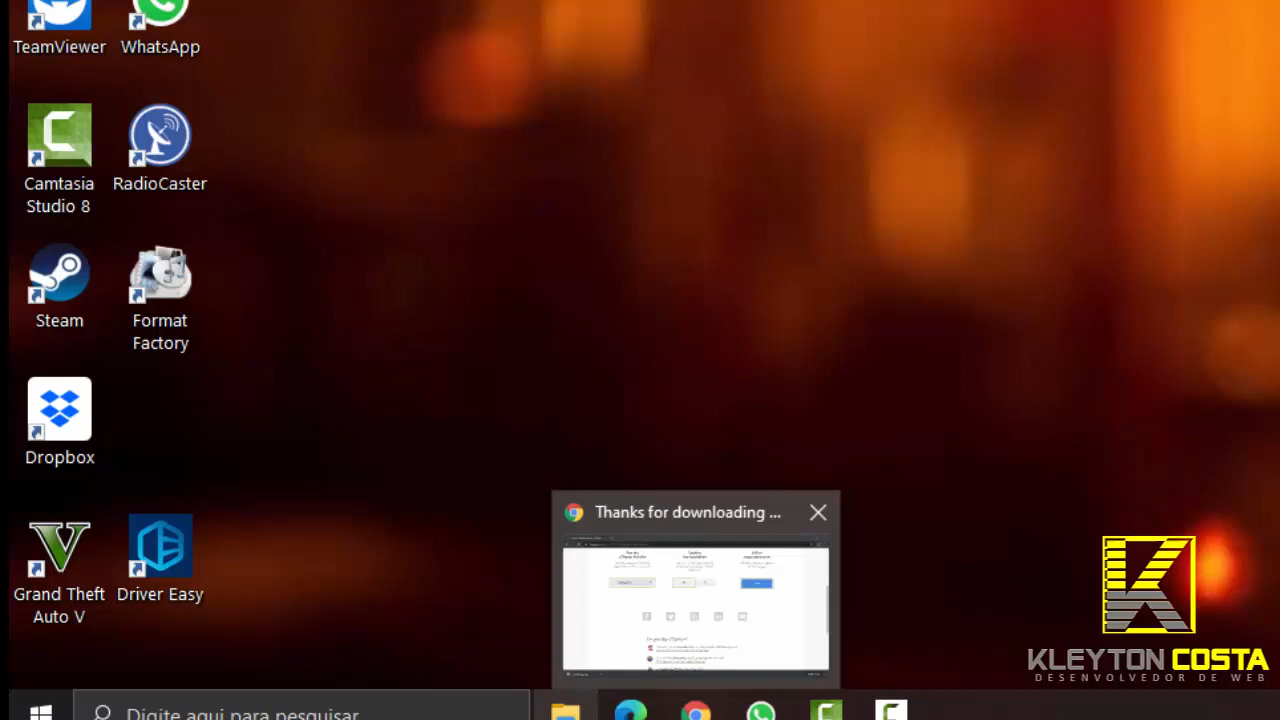 TeamViewer
WhatsApp
Camtasia
Studio 8
RadioCaster
Steam
Format
Factory
Dropbox
Grand Theft
Auto V
Driver Easy
Thanks for downloading ...
KLEYTON COSTA
DESENVOLVEDOR DE WEB
Digite aqui para pesquisar